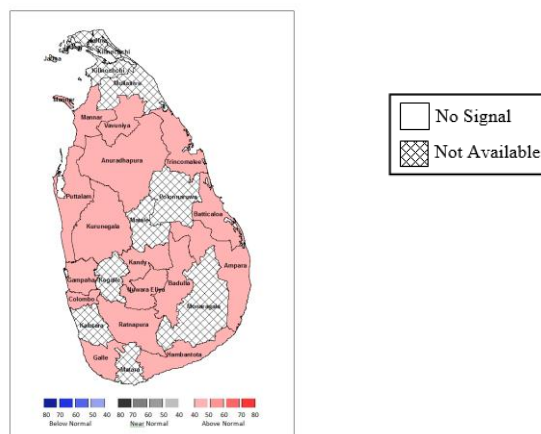 Jaffna
Kilinochchi
Mullative
Mannar
Mannar
Vavuniya
Anuradhapura
Trincomalee
Puttalam
Polonnaruwa
Batticaloa
Kurunegala
Matale
Ampara
Kandy
Gampaha
Kegalle
Badulla
Nuwara Eliya
Colombo
Monaragala
Kalutara
Ratnapura
Hambantota
Galle
Matara
No Signal
Not Available
80 70 60 50 40 80 70 60 50 40 40 50 60 70 80
Below Normal Near Normal Above Normal